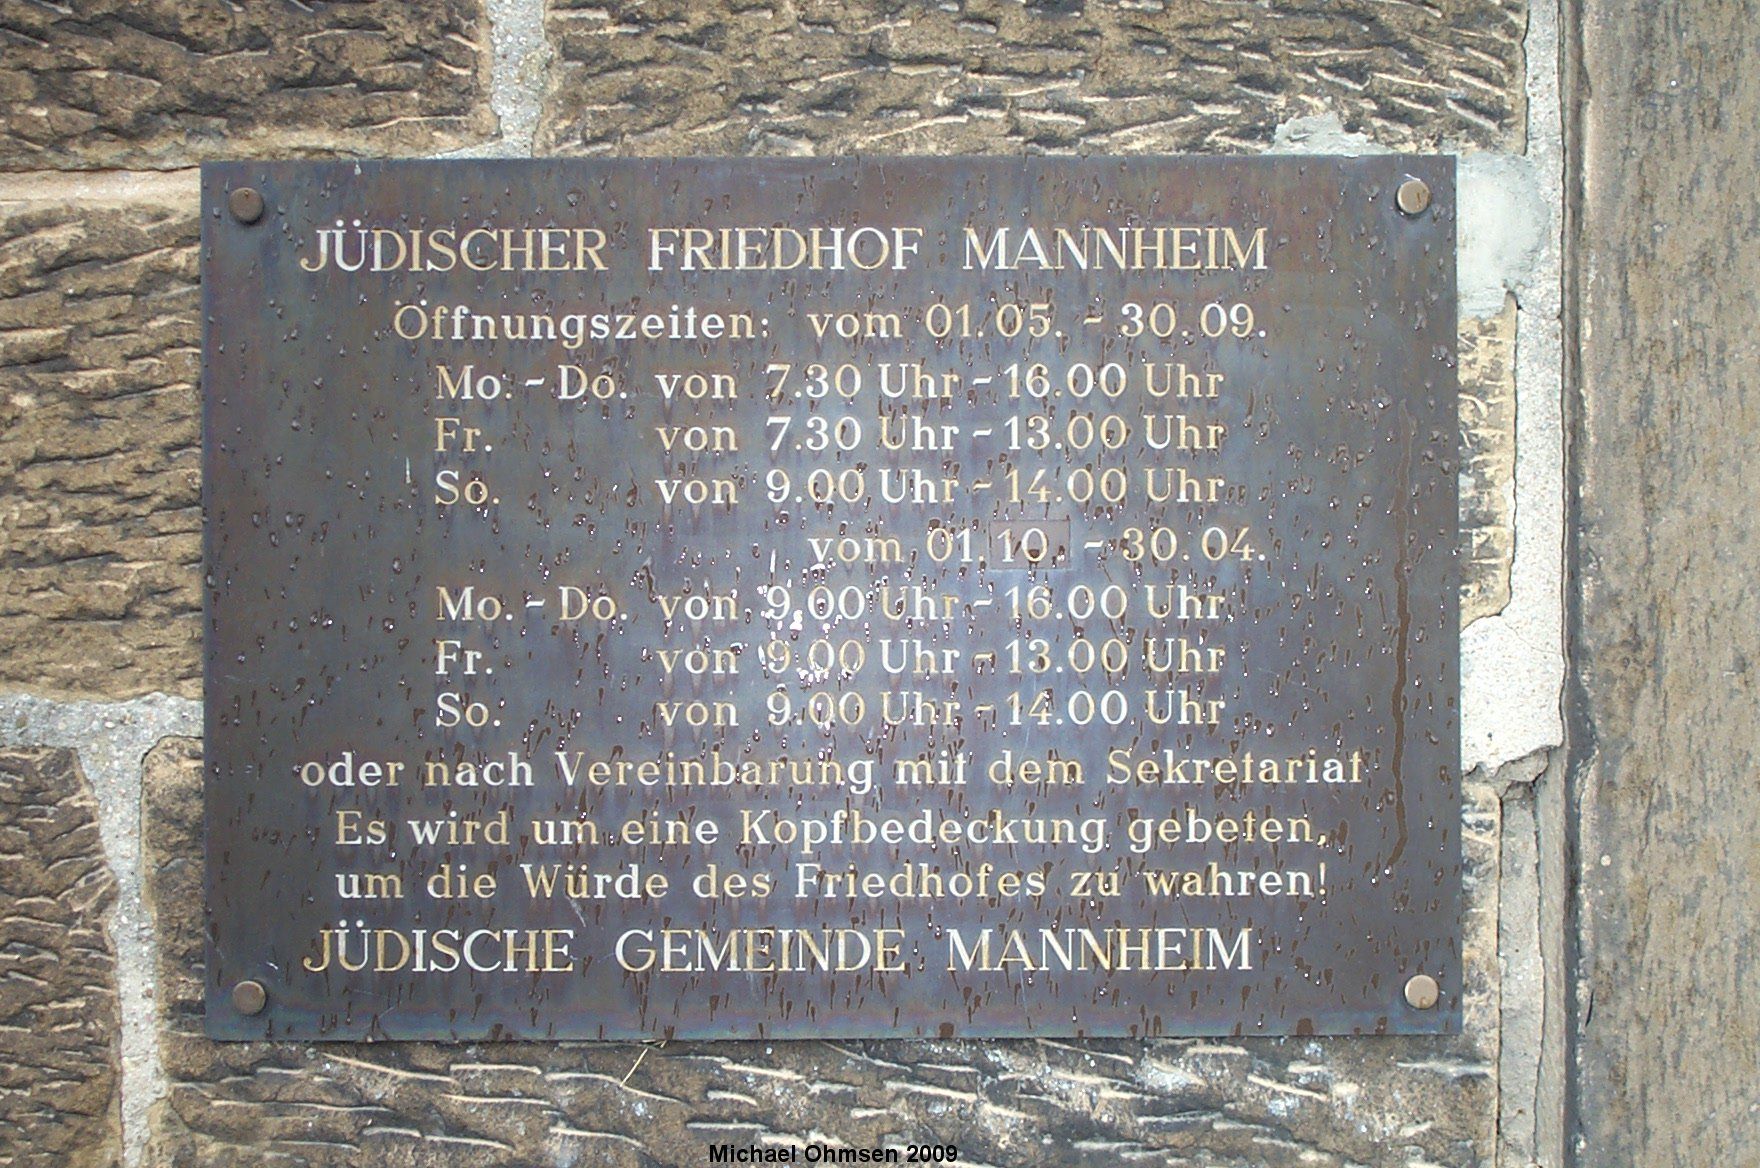 JÜDISCHER FRIEDHOF MANNHEIM
Öffnungszeiten: vom 01.05. - 30.09.
Mo. - Do. von 7.30 Uhr - 16.00 Uhr
Fr. von 7.30 Uhr - 13.00 Uhr
So. von 9.00 Uhr - 14.00 Uhr
vom 01.10. - 30.04.
Mo. - Do. von 9.00 Uhr - 16.00 Uhr
Fr. von 9.00 Uhr - 13.00 Uhr
So. von 9.00 Uhr - 14.00 Uhr
oder nach Vereinbarung mit dem Sekretariat
Es wird um eine Kopfbedeckung gebeten,
um die Würde des Friedhofes zu wahren!
JÜDISCHE GEMEINDE MANNHEIM
Michael Ohmsen 2009